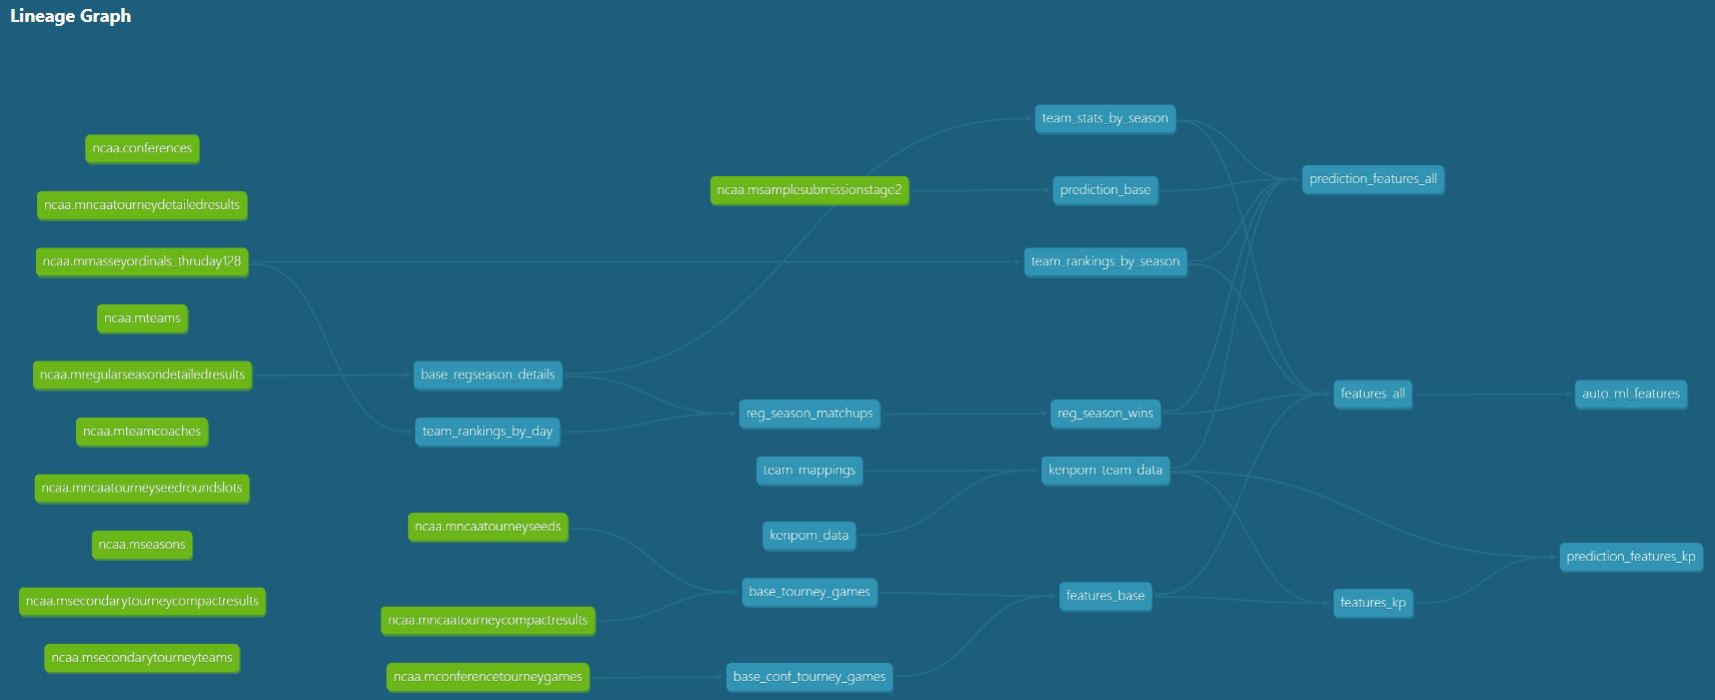 Lineage Graph
ncaa.conferences
ncaa.mncaatourneydetailedresults
ncaa.mmasseyordinals_thruday128
ncaa.mteams
ncaa.mregularseasondetailedresults
ncaa.mteamcoaches
ncaa.mncaatourneyseedroundslots
ncaa.mseasons
ncaa.msecondarytourneycompactresults
ncaa.msecondarytourneyteams
base_regseason_details
team_rankings_by_day
ncaa.mncaatourneyseeds
ncaa.mncaatourneycompactresults
ncaa.mconferencetourneygames
ncaa.msamplesubmissionstage2
reg_season_matchups
team_mappings
kenpom_data
base_tourney_games
base_conf_tourney_games
team_stats_by_season
prediction_base
team_rankings_by_season
reg_season_wins
kenpom_team_data
features_base
prediction_features_all
features_all
features_kp
auto_ml_features
prediction_features_kp